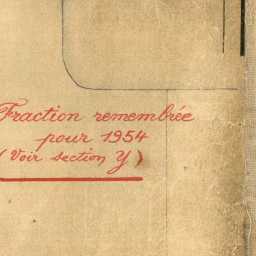 Fraction remembrée
pour 1954
(Voir section Y)